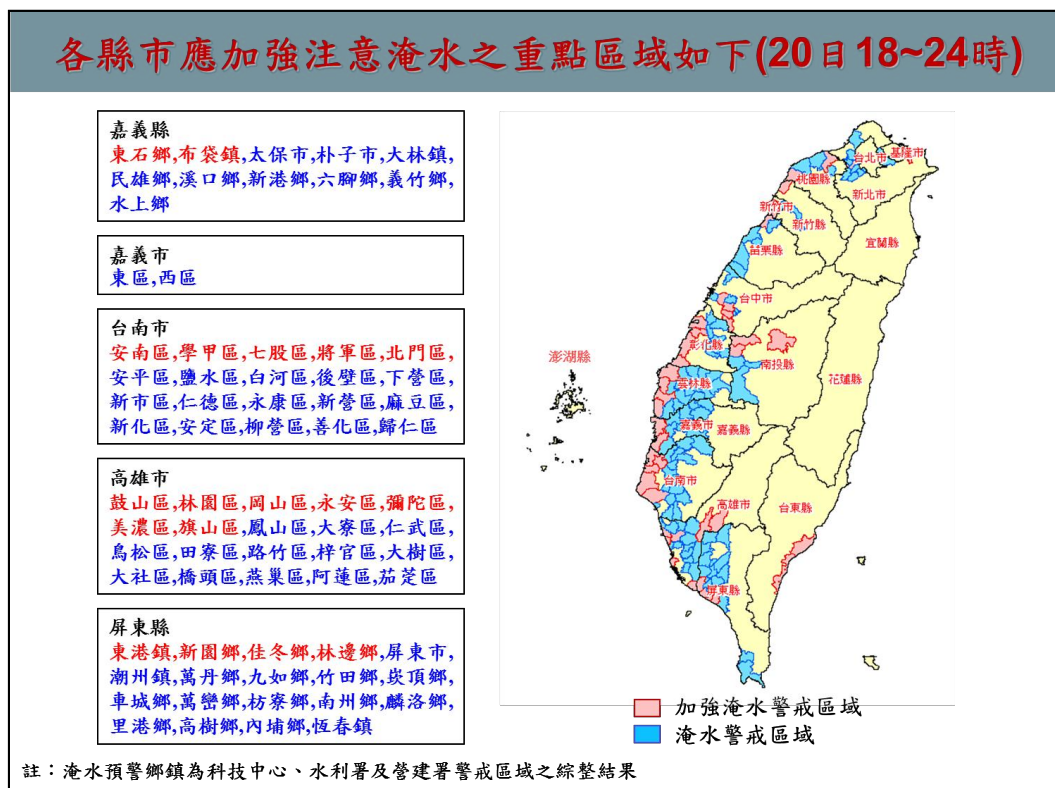 各縣市應加強注意淹水之重點區域如下(20日18~24時)
嘉義縣
東石鄉,布袋鎮,太保市,朴子市,大林鎮,
民雄鄉,溪口鄉,新港鄉,六腳鄉,義竹鄉,
水上鄉
嘉義市
東區,西區
台南市
安南區,學甲區,七股區,將軍區,北門區,
安平區,鹽水區,白河區,後壁區,下營區,
新市區,仁德區,永康區,新營區,麻豆區,
新化區,安定區,柳營區,善化區,歸仁區
高雄市
鼓山區,林園區,岡山區,永安區,彌陀區,
美濃區,旗山區,鳳山區,大寮區,仁武區,
鳥松區,田寮區,路竹區,梓官區,大樹區,
大社區,橋頭區,燕巢區,阿蓮區,茄萣區
屏東縣
東港鎮,新園鄉,佳冬鄉,林邊鄉,屏東市,
潮州鎮,萬丹鄉,九如鄉,竹田鄉,崁頂鄉,
車城鄉,萬巒鄉,枋寮鄉,南州鄉,麟洛鄉,
里港鄉,高樹鄉,內埔鄉,恆春鎮
台北市
基隆市
桃園縣
新北市
新竹市
新竹縣
宜蘭縣
苗栗縣
台中市
彰化縣
南投縣
澎湖縣
花蓮縣
雲林縣
嘉義市
嘉義縣
台南市
高雄市
台東縣
屏東縣
加強淹水警戒區域
淹水警戒區域
註：淹水預警鄉鎮為科技中心、水利署及營建署警戒區域之綜整結果